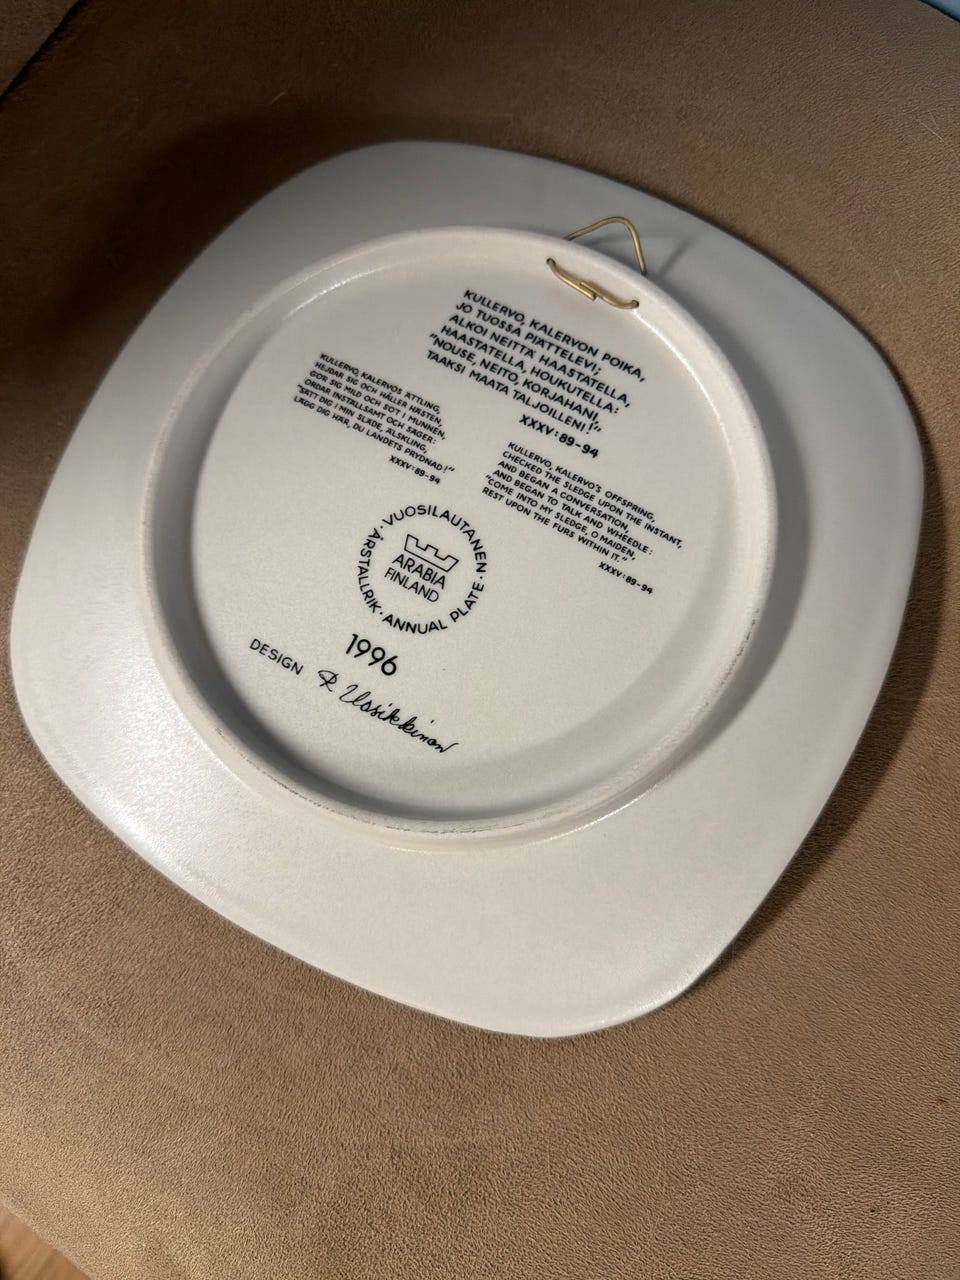 KULLERVO, KALERVON POIKA,
JO TUOSSA PIÄTTELEVI;
ALKOI NEITTÄ HAASTATELLA,
HAASTATELLA, HOUKUTELLA:
"NOUSE, NEITO, KORJAHANI,
TAAKSI MAATA TALJOILLENI!"
XXXV:89-94
KULLERVO, KALERVOS ÄTTLING,
HEJDAR SIG OCH HÅLLER HÄSTEN,
GÖR SIG MILD OCH SÖT I MUNNEN,
ORDAR INSTÄLLSAMT OCH SÄGER:
"SÄTT DIG I MIN SLÄDE, ÄLSKLING,
LÄGG DIG HÄR, DU LANDETS PRYDNAD!"
XXXV:89-94
KULLERVO, KALERVO'S OFFSPRING,
CHECKED THE SLEDGE UPON THE INSTANT,
AND BEGAN A CONVERSATION,
AND BEGAN TO TALK AND WHEEDLE:
"COME INTO MY SLEDGE, O MAIDEN,
REST UPON THE FURS WITHIN IT."
XXXV:89-94
·VUOSILAUTANEN·
ÅRSTALLRIK·ANNUAL PLATE
ARABIA
FINLAND
1996
DESIGN R Uosikkinen